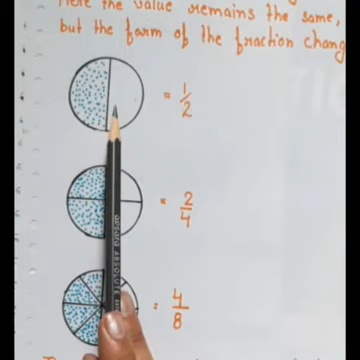 Here the value remains the same,
but the form of the fraction chang
= 1/2
= 2/4
= 4/8